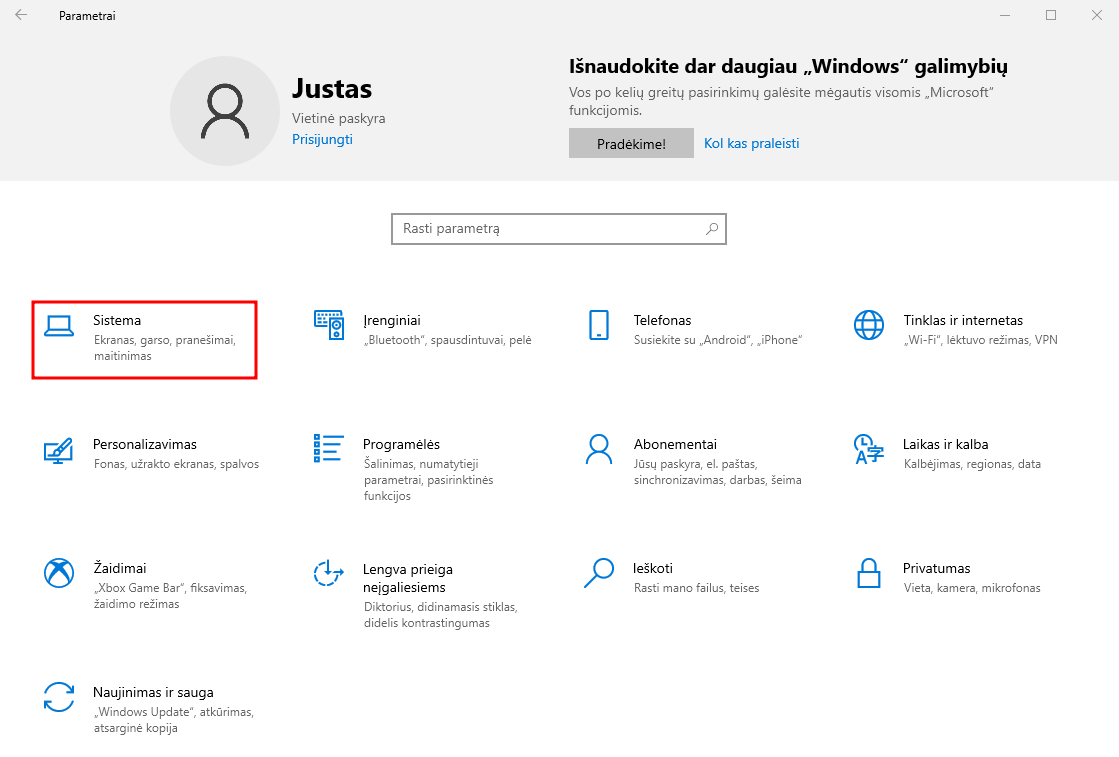 Parametrai
Justas
Vietinė paskyra
Prisijungti
Išnaudokite dar daugiau „Windows“ galimybių
Vos po kelių greitų pasirinkimų galėsite mėgautis visomis „Microsoft“
funkcijomis.
Pradėkime!
Kol kas praleisti
Rasti parametrą
Sistema
Ekranas, garso, pranešimai,
maitinimas
Įrenginiai
„Bluetooth“, spausdintuvai, pelė
Telefonas
Susiekite su „Android“, „iPhone“
Tinklas ir internetas
„Wi-Fi“, lėktuvo režimas, VPN
Personalizavimas
Fonas, užrakto ekranas, spalvos
Programėlės
Šalinimas, numatytieji
parametrai, pasirinktinės
funkcijos
Abonementai
Jūsų paskyra, el. paštas,
sinchronizavimas, darbas, šeima
Laikas ir kalba
Kalbėjimas, regionas, data
Žaidimai
„Xbox Game Bar“, fiksavimas,
žaidimo režimas
Lengva prieiga
neįgaliesiems
Diktorius, didinamasis stiklas,
didelis kontrastingumas
Ieškoti
Rasti mano failus, teises
Privatumas
Vieta, kamera, mikrofonas
Naujinimas ir sauga
„Windows Update“, atkūrimas,
atsarginė kopija